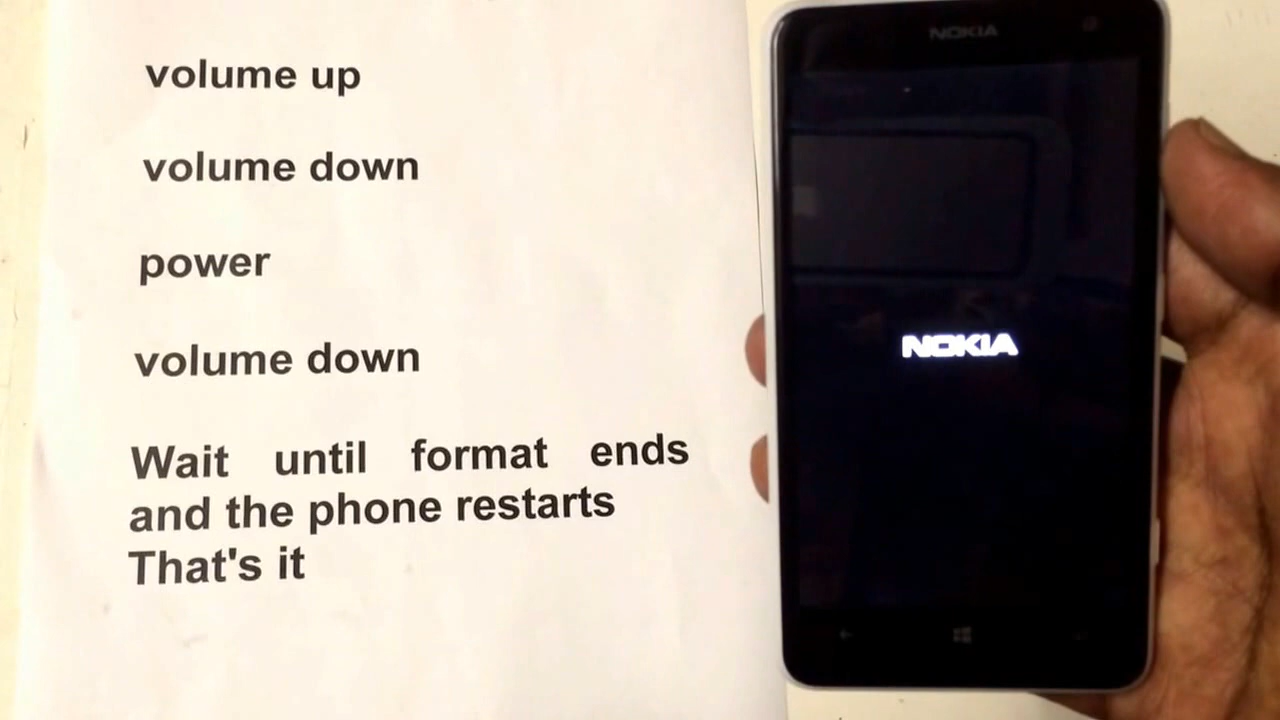 volume up
volume down
power
volume down
Wait until format ends
and the phone restarts
That's it
NOKIA
NOKIA